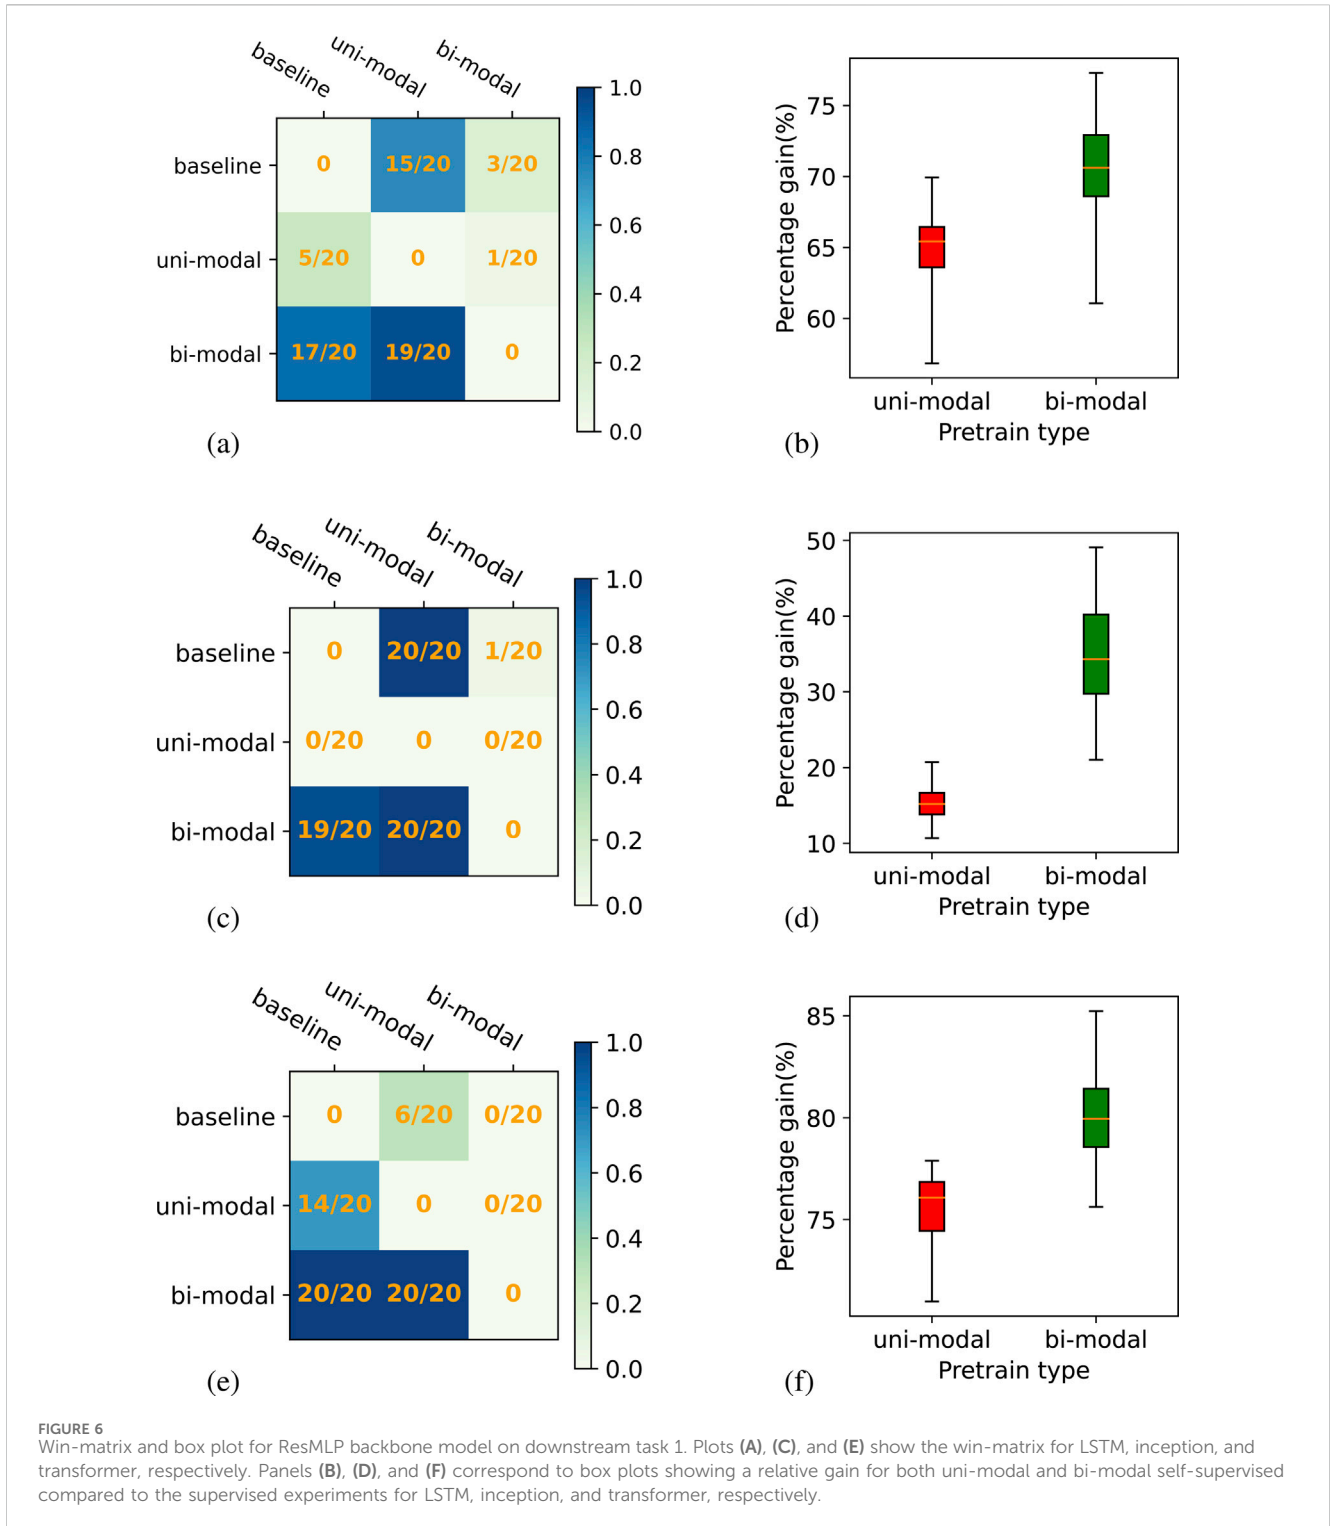 baseline uni-modal bi-modal
baseline 0 15/20 3/20
uni-modal 5/20 0 1/20
bi-modal 17/20 19/20 0
1.0
0.8
0.6
0.4
0.2
0.0
(a)
Percentage gain(%)
75
70
65
60
uni-modal bi-modal
Pretrain type
(b)
baseline uni-modal bi-modal
baseline 0 20/20 1/20
uni-modal 0/20 0 0/20
bi-modal 19/20 20/20 0
1.0
0.8
0.6
0.4
0.2
0.0
(c)
Percentage gain(%)
50
40
30
20
10
uni-modal bi-modal
Pretrain type
(d)
baseline uni-modal bi-modal
baseline 0 6/20 0/20
uni-modal 14/20 0 0/20
bi-modal 20/20 20/20 0
1.0
0.8
0.6
0.4
0.2
0.0
(e)
Percentage gain(%)
85
80
75
uni-modal bi-modal
Pretrain type
(f)
FIGURE 6
Win-matrix and box plot for ResMLP backbone model on downstream task 1. Plots (A), (C), and (E) show the win-matrix for LSTM, inception, and
transformer, respectively. Panels (B), (D), and (F) correspond to box plots showing a relative gain for both uni-modal and bi-modal self-supervised
compared to the supervised experiments for LSTM, inception, and transformer, respectively.